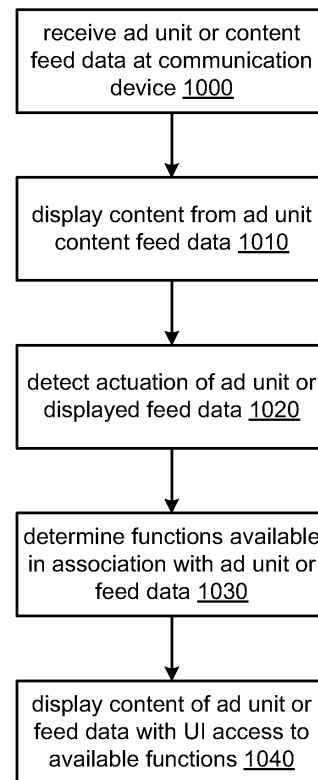 receive ad unit or content
feed data at communication
device 1000
display content from ad unit
content feed data 1010
detect actuation of ad unit or
displayed feed data 1020
determine functions available
in association with ad unit or
feed data 1030
display content of ad unit or
feed data with UI access to
available functions 1040